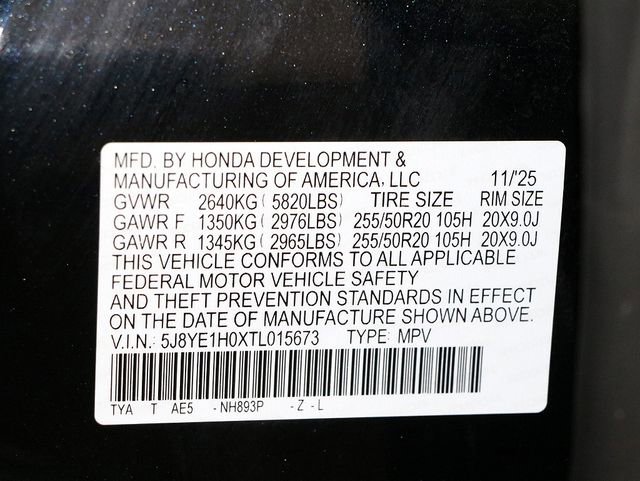 MFD. BY HONDA DEVELOPMENT &
MANUFACTURING OF AMERICA, LLC 11/'25
GVWR 2640KG ( 5820LBS) TIRE SIZE RIM SIZE
GAWR F 1350KG ( 2976LBS) 255/50R20 105H 20X9.0J
GAWR R 1345KG ( 2965LBS) 255/50R20 105H 20X9.0J
THIS VEHICLE CONFORMS TO ALL APPLICABLE
FEDERAL MOTOR VEHICLE SAFETY
AND THEFT PREVENTION STANDARDS IN EFFECT
ON THE DATE OF MANUFACTURE SHOWN ABOVE.
V.I.N.: 5J8YE1H0XTL015673 TYPE: MPV
TYA T AE5 - NH893P - Z - L